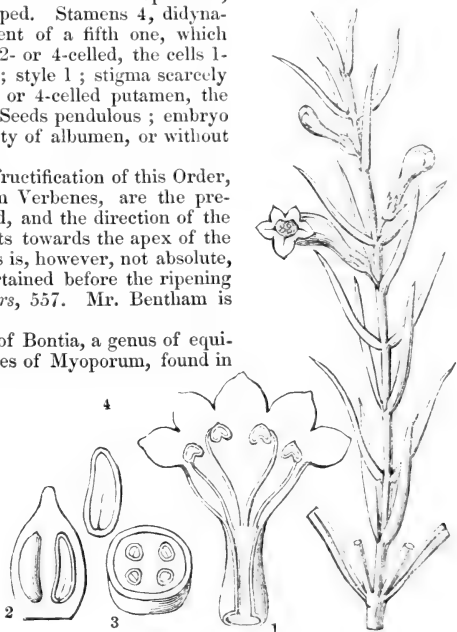 ped. Stamens 4, didyna-
ent of a fifth one, which
2- or 4-celled, the cells 1-
; style 1 ; stigma scarcely
or 4-celled putamen, the
Seeds pendulous ; embryo
ty of albumen, or without
ructification of this Order,
n Verbenes, are the pre-
d, and the direction of the
ts towards the apex of the
s is, however, not absolute,
rtained before the ripening
rs, 557. Mr. Bentham is
of Bontia, a genus of equi-
es of Myoporum, found in
4
2
3
1